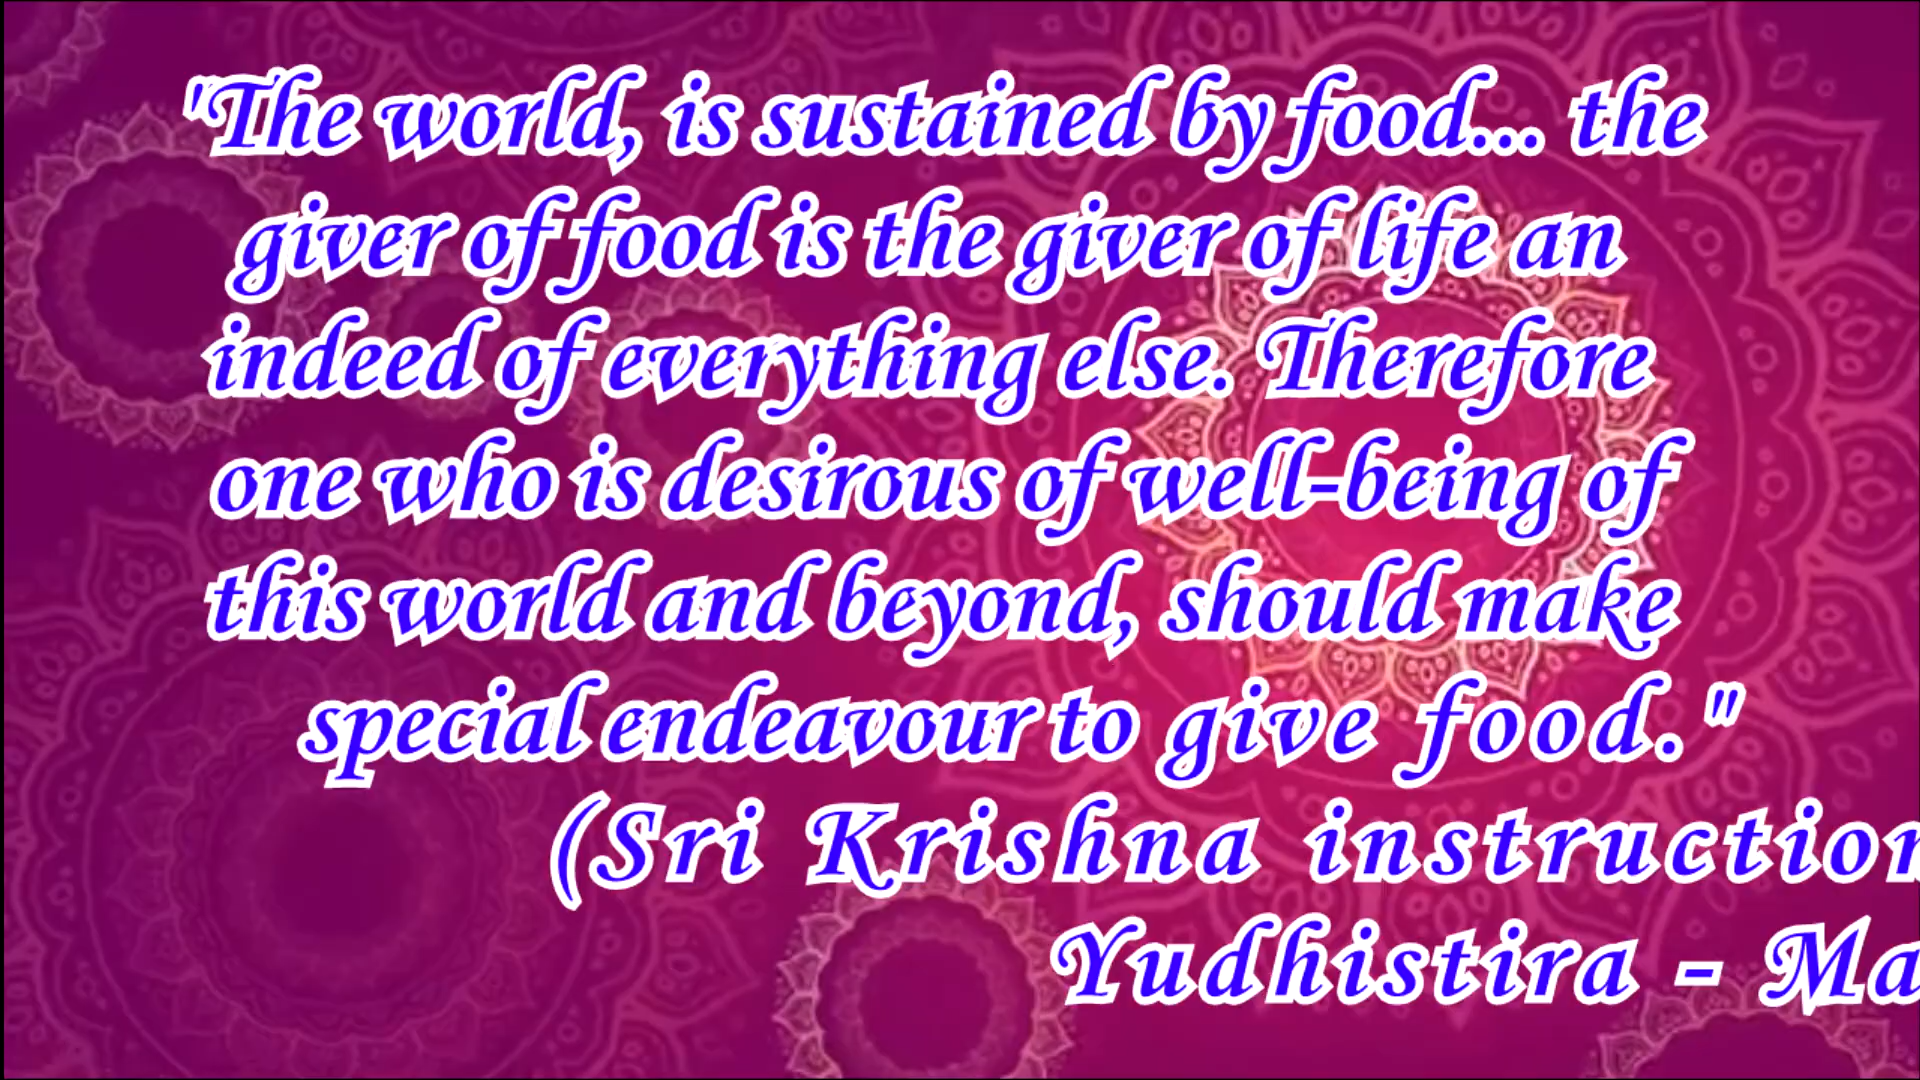 "The world, is sustained by food... the
giver of food is the giver of life an
indeed of everything else. Therefore
one who is desirous of well-being of
this world and beyond, should make
special endeavour to give food."
(Sri Krishna instruction
Yudhistira - Ma